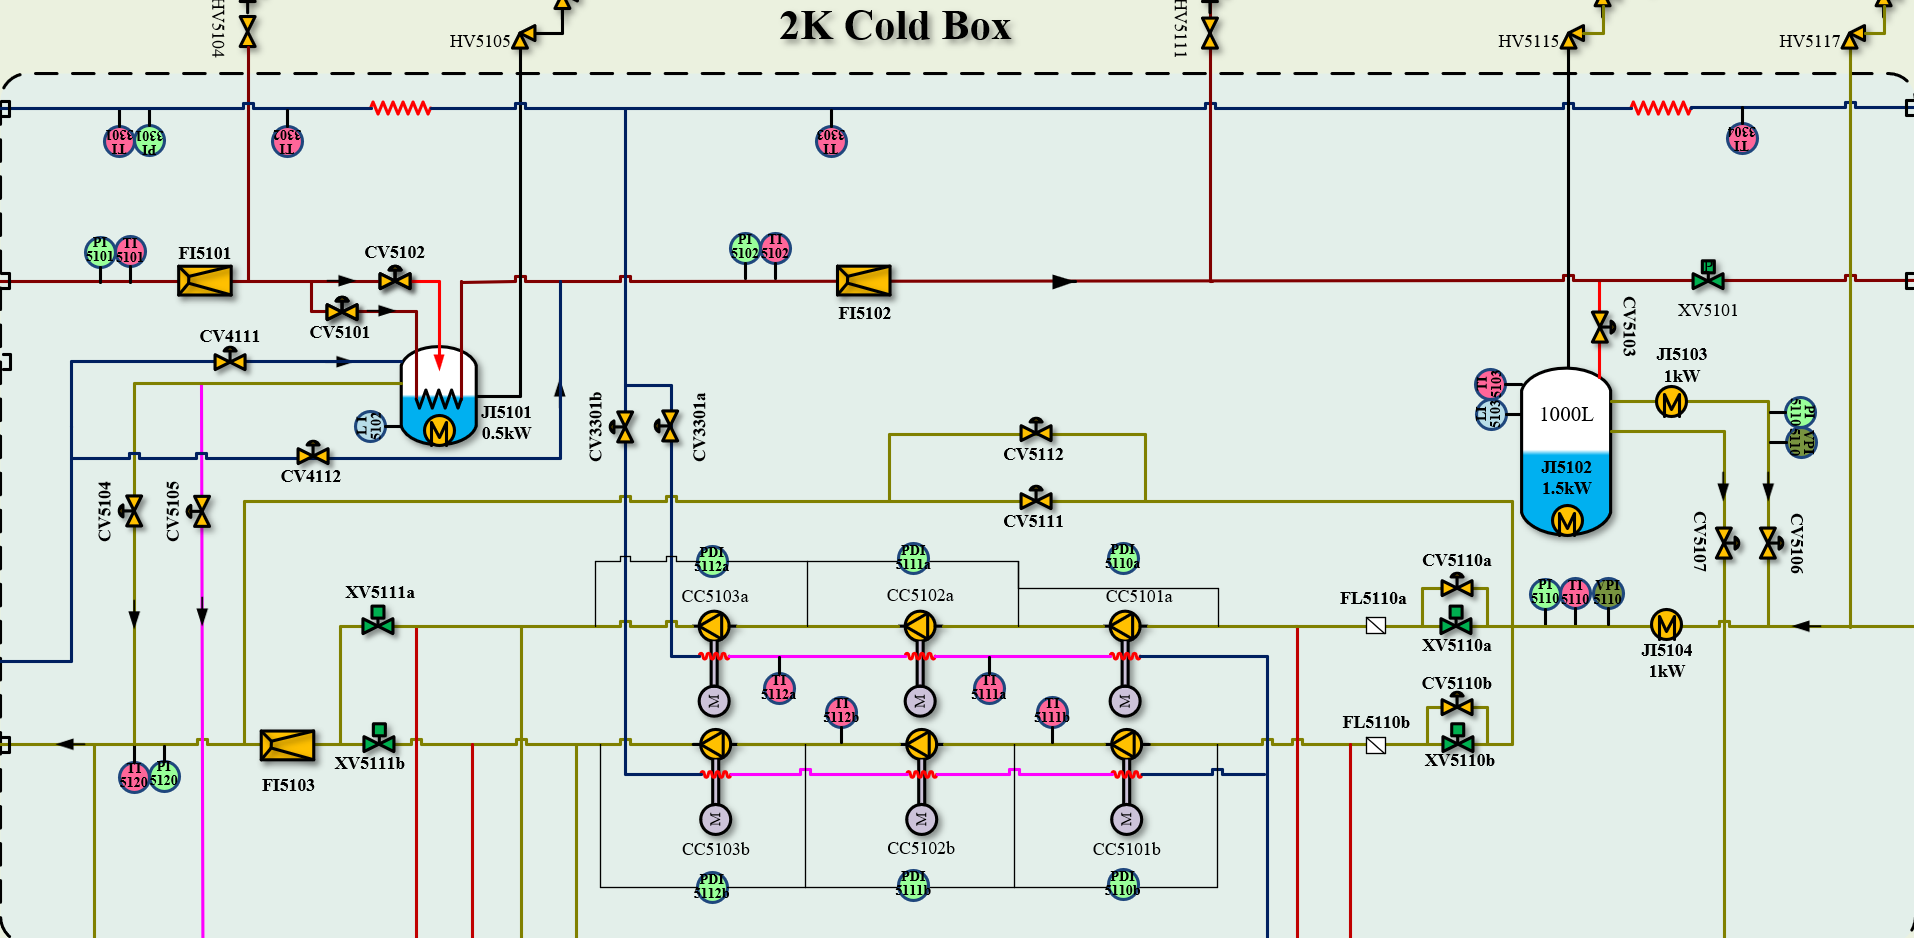 2K Cold Box
HV5104
HV5105
HV5111
HV5115
HV5117
TI
3301
PI
3301
TI
3302
TI
3303
TI
3304
PI
5101
TI
5101
FI5101
CV5102
CV5101
PI
5102
TI
5102
FI5102
XV5101
CV5103
CV4111
JI5101
0.5kW
M
LI
5102
CV4112
CV5104
CV5105
CV3301b
CV3301a
CV5112
CV5111
TI
5103
LI
5103
1000L
JI5102
1.5kW
M
JI5103
1kW
M
PI
VPI
CV5107
CV5106
PDI
5112a
PDI
5111a
PDI
5110a
CC5103a
CC5102a
CC5101a
XV5111a
FL5110a
CV5110a
XV5110a
PI
5110
TI
5110
VPI
5110
M
JI5104
1kW
TI
5112a
TI
5111a
M
M
M
TI
5112b
TI
5111b
CV5110b
FL5110b
XV5110b
XV5111b
FI5103
TI
5120
PI
5120
M
M
M
CC5103b
CC5102b
CC5101b
PDI
5112b
PDI
5111b
PDI
5110b